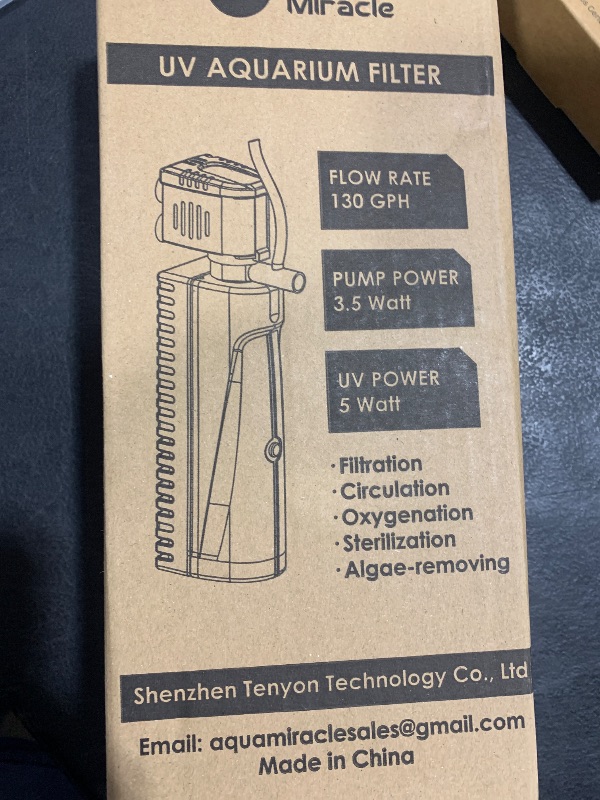 Miracle
UV AQUARIUM FILTER
FLOW RATE
130 GPH
PUMP POWER
3.5 Watt
UV POWER
5 Watt
·Filtration
·Circulation
·Oxygenation
·Sterilization
·Algae-removing
Shenzhen Tenyon Technology Co., Ltd
Email: aquamiraclesales@gmail.com
Made in China